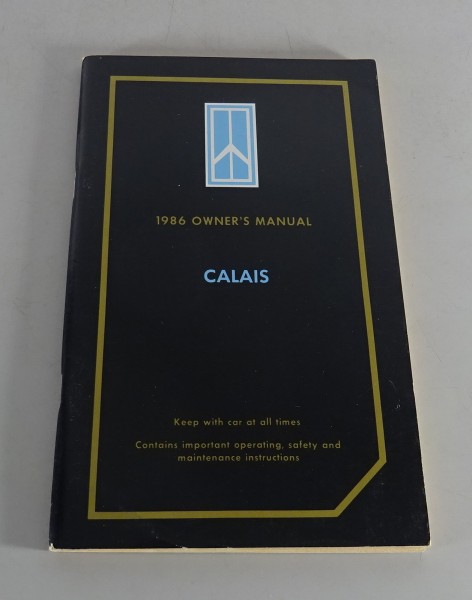 1986 OWNER'S MANUAL
CALAIS
Keep with car at all times
Contains important operating, safety and
maintenance instructions